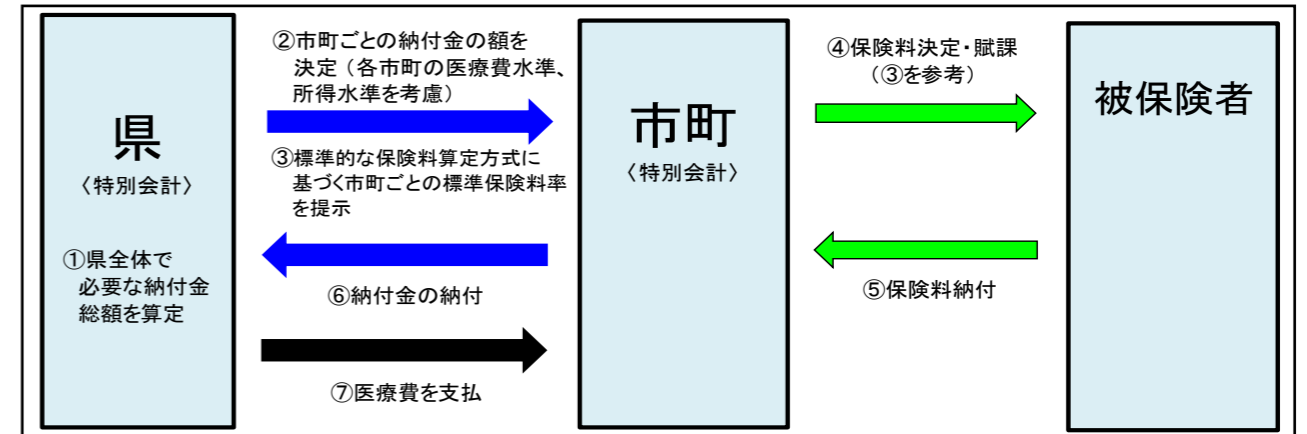 県
〈特別会計〉
①県全体で
必要な納付金
総額を算定
②市町ごとの納付金の額を
決定（各市町の医療費水準、
所得水準を考慮）
③標準的な保険料算定方式に
基づく市町ごとの標準保険料率
を提示
⑥納付金の納付
⑦医療費を支払
市町
〈特別会計〉
④保険料決定・賦課
（③を参考）
⑤保険料納付
被保険者